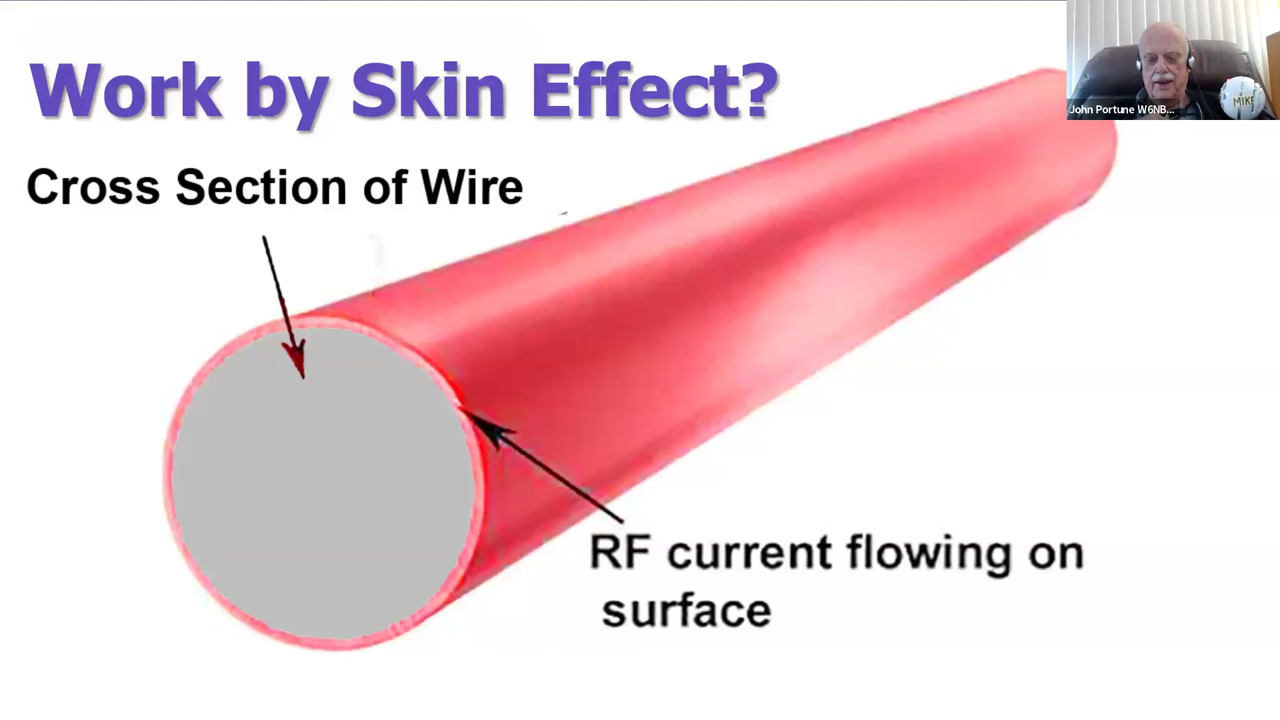 Work by Skin Effect?
Cross Section of Wire
RF current flowing on
surface
John Portune W6NB...
MIKE